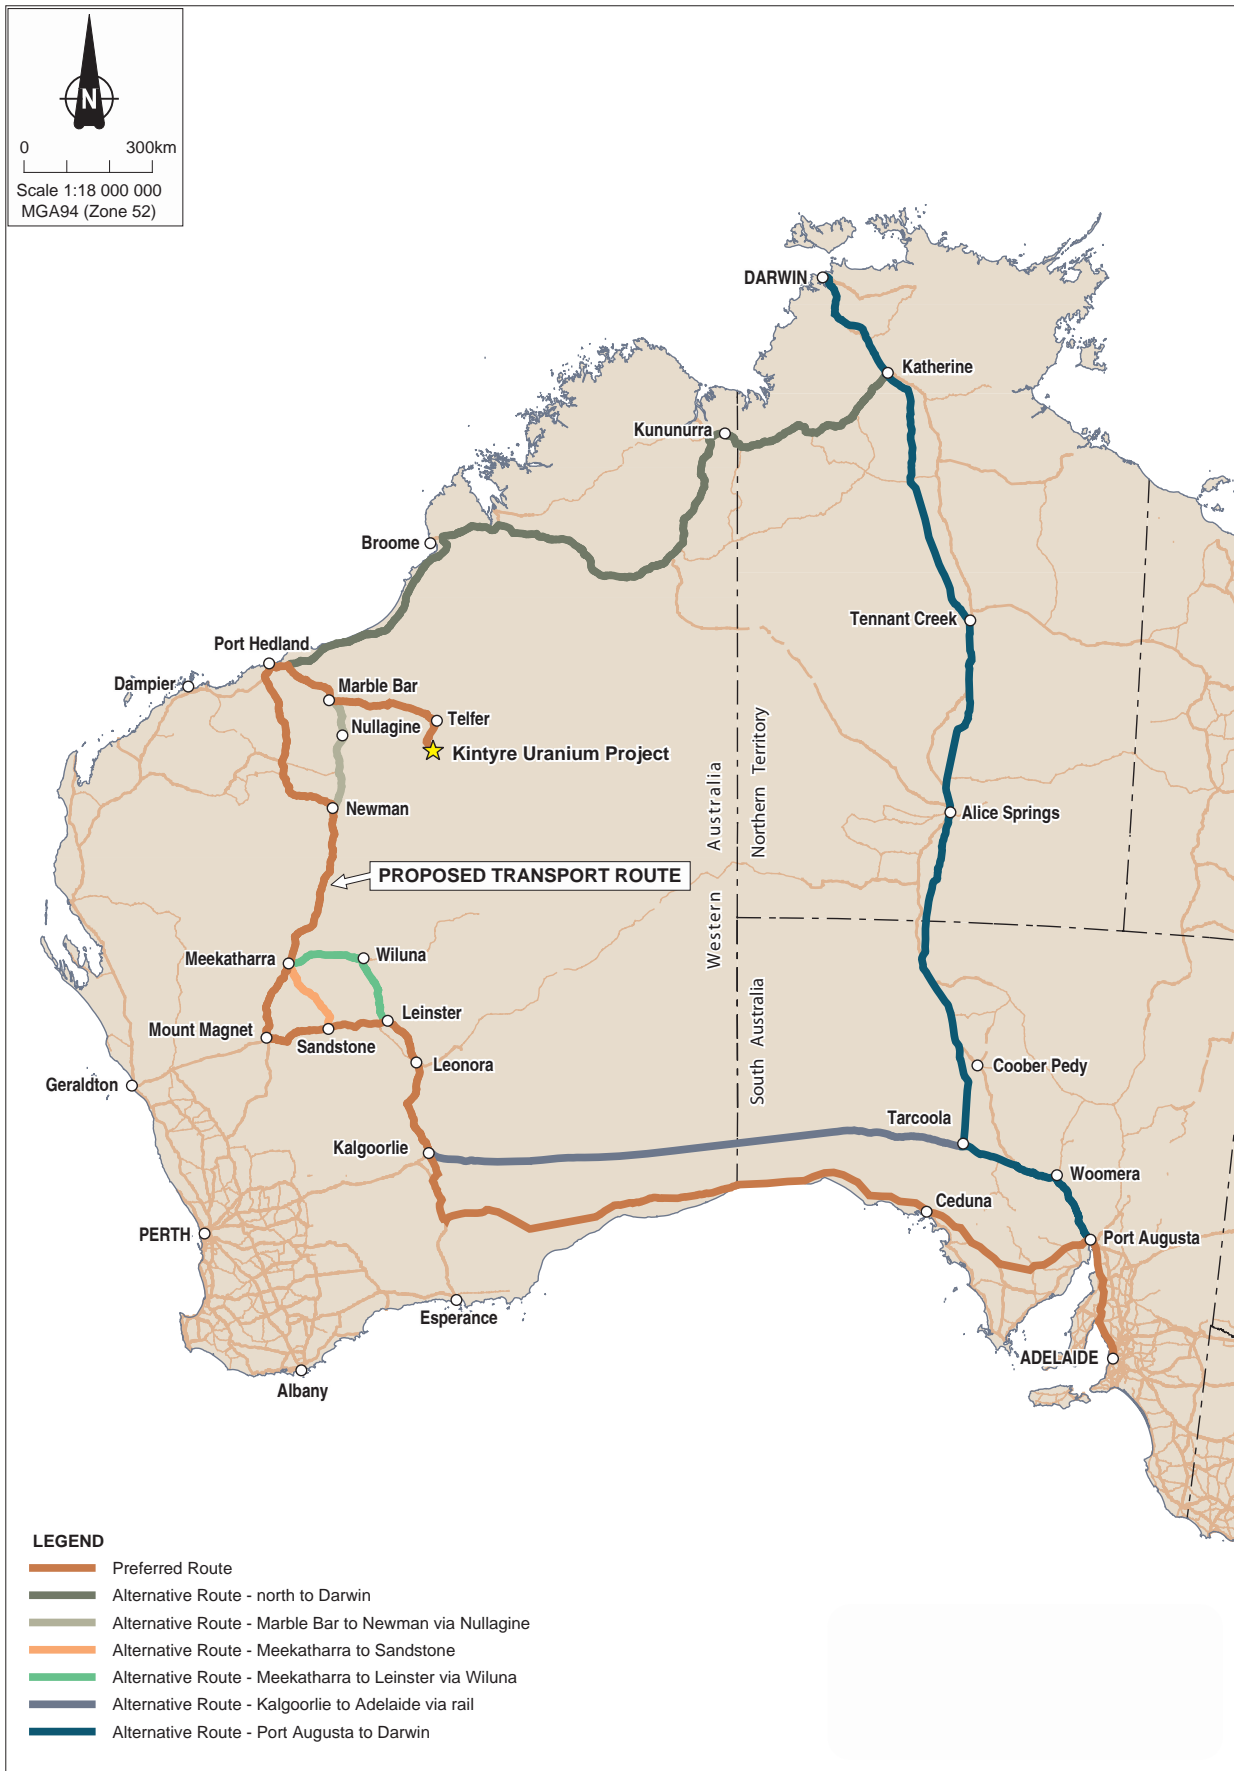 N
0 300km
Scale 1:18 000 000
MGA94 (Zone 52)
DARWIN
Katherine
Kununurra
Broome
Tennant Creek
Port Hedland
Dampier
Marble Bar
Telfer
Nullagine
Kintyre Uranium Project
Newman
Alice Springs
Western Australia
Northern Territory
PROPOSED TRANSPORT ROUTE
Meekatharra
Wiluna
South Australia
Leinster
Mount Magnet
Sandstone
Leonora
Coober Pedy
Geraldton
Tarcoola
Kalgoorlie
Woomera
Ceduna
PERTH
Port Augusta
Esperance
ADELAIDE
Albany
LEGEND
Preferred Route
Alternative Route - north to Darwin
Alternative Route - Marble Bar to Newman via Nullagine
Alternative Route - Meekatharra to Sandstone
Alternative Route - Meekatharra to Leinster via Wiluna
Alternative Route - Kalgoorlie to Adelaide via rail
Alternative Route - Port Augusta to Darwin